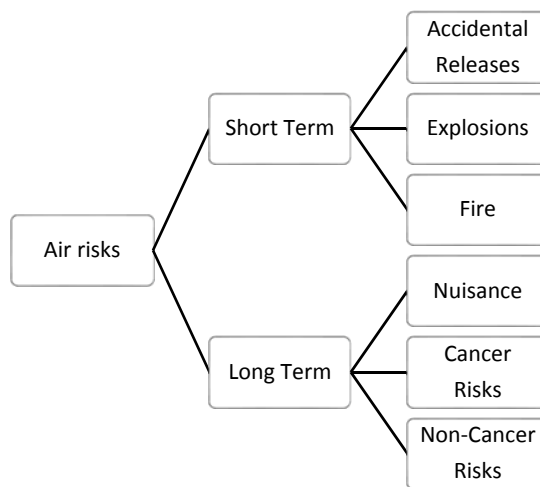 Air risks
Short Term
Accidental
Releases
Explosions
Fire
Long Term
Nuisance
Cancer
Risks
Non-Cancer
Risks